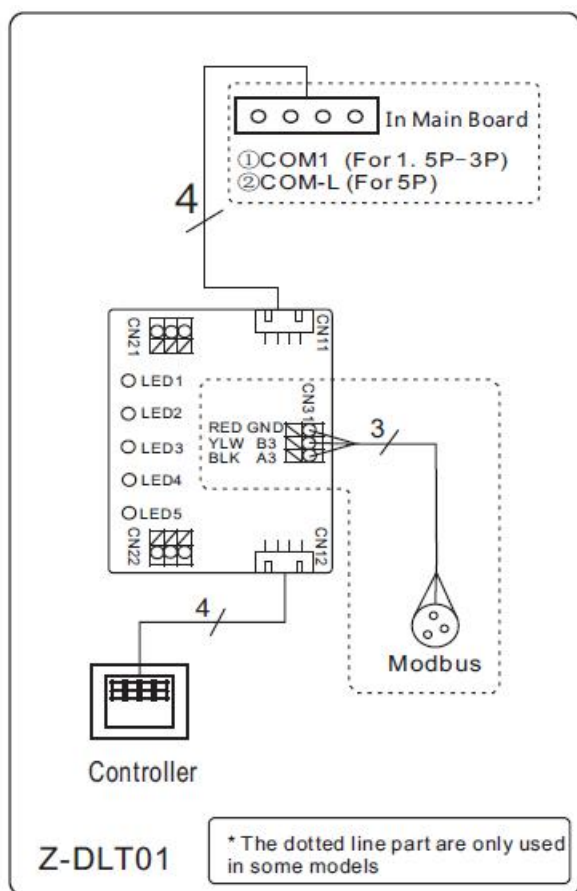 In Main Board
①COM1 (For 1. 5P-3P)
②COM-L (For 5P)
4
CN21
CN11
LED1
LED2
LED3
LED4
LED5
CN31
RED GND
YLW B3
BLK A3
3
CN22
CN12
4
Modbus
Controller
Z-DLT01
* The dotted line part are only used
in some models